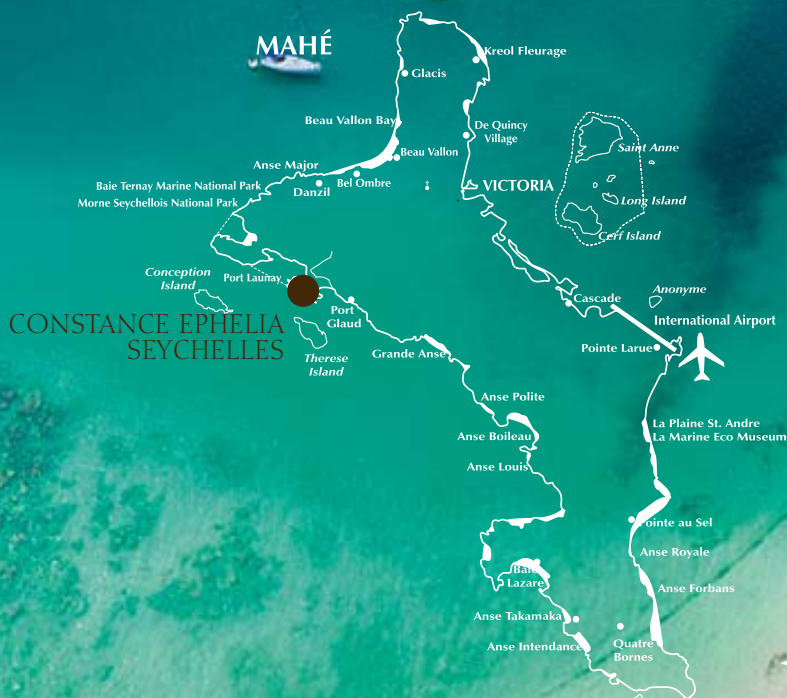 MAHÉ
Kreol Fleurage
Glacis
Beau Vallon Bay
De Quincy
Village
Beau Vallon
Anse Major
Bel Ombre
Danzil
Baie Ternay Marine National Park
Morne Seychellois National Park
VICTORIA
Saint Anne
Long Island
Cerf Island
Conception
Island
Port Launay
CONSTANCE EPHELIA
SEYCHELLES
Port
Glaud
Therese
Island
Grande Anse
Cascade
Anonyme
International Airport
Pointe Larue
Anse Polite
Anse Boileau
Anse Louis
La Plaine St. Andre
La Marine Eco Museum
Pointe au Sel
Anse Royale
Baie
Lazare
Anse Forbans
Anse Takamaka
Anse Intendance
Quatre
Bornes